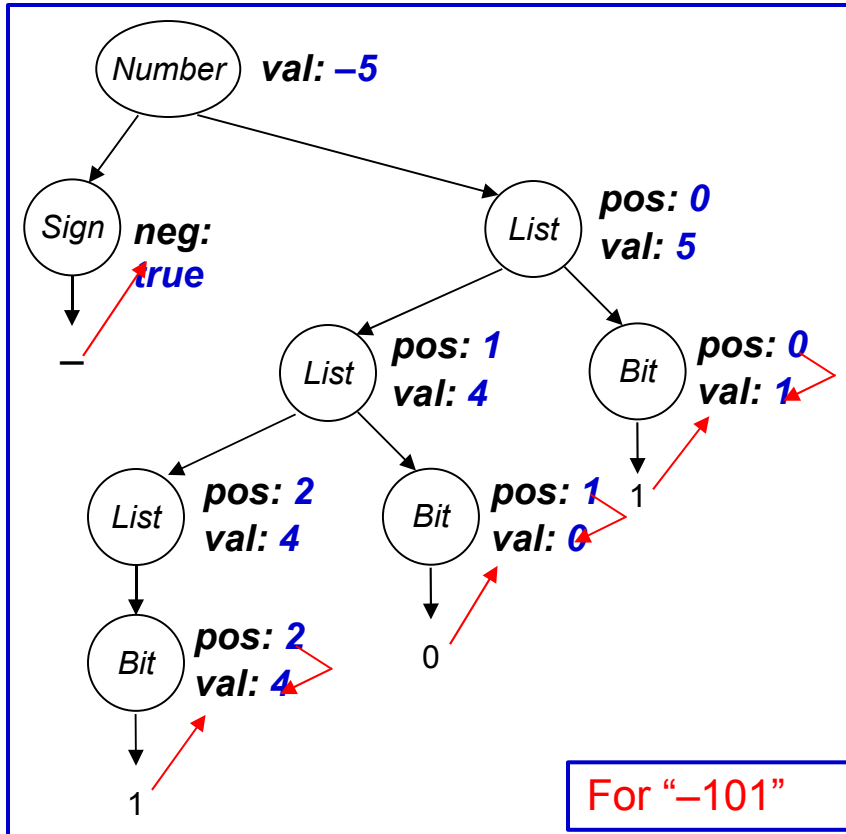 Number val: –5
Sign neg: true
List pos: 0
val: 5
–
List pos: 1
val: 4
Bit pos: 0
val: 1
List pos: 2
val: 4
Bit pos: 1
val: 0
1
Bit pos: 2
val: 4
0
1
For “–101”